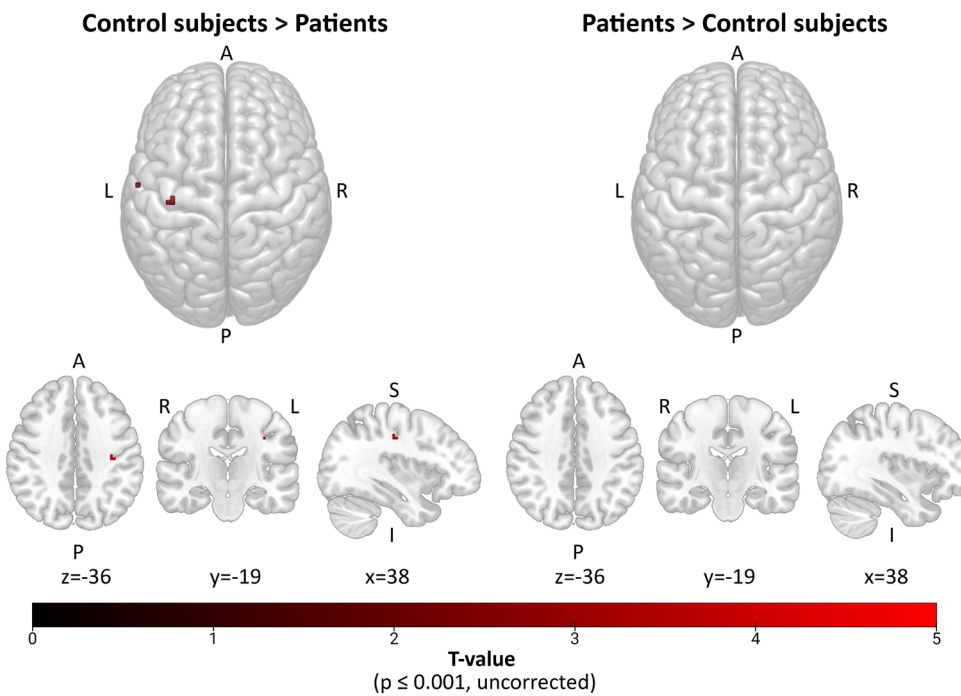 Control subjects > Patients
Patients > Control subjects
A
A
L
R
L
R
P
P
A
R
L
S
A
R
L
S
P
I
P
I
z=-36
y=-19
x=38
z=-36
y=-19
x=38
0
1
2
3
4
5
T-value
(p ≤ 0.001, uncorrected)